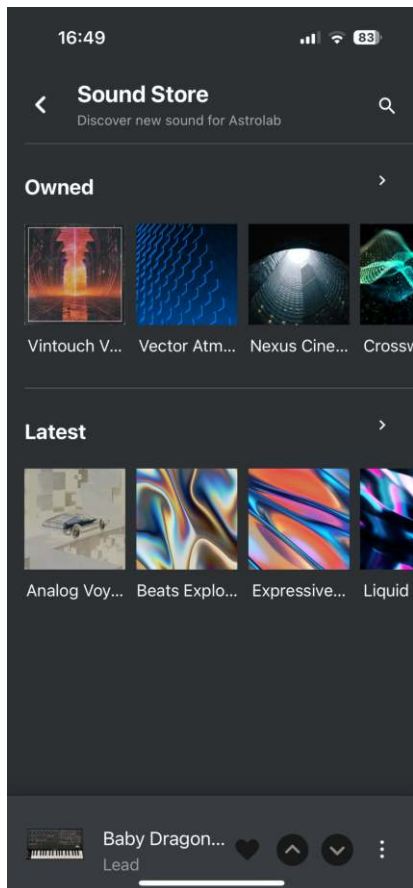 16:49
83
Sound Store
Discover new sound for Astrolab
Owned
Vintouch V... Vector Atm... Nexus Cine... Crossw
Latest
Analog Voy... Beats Explo... Expressive... Liquid
Baby Dragon...
Lead